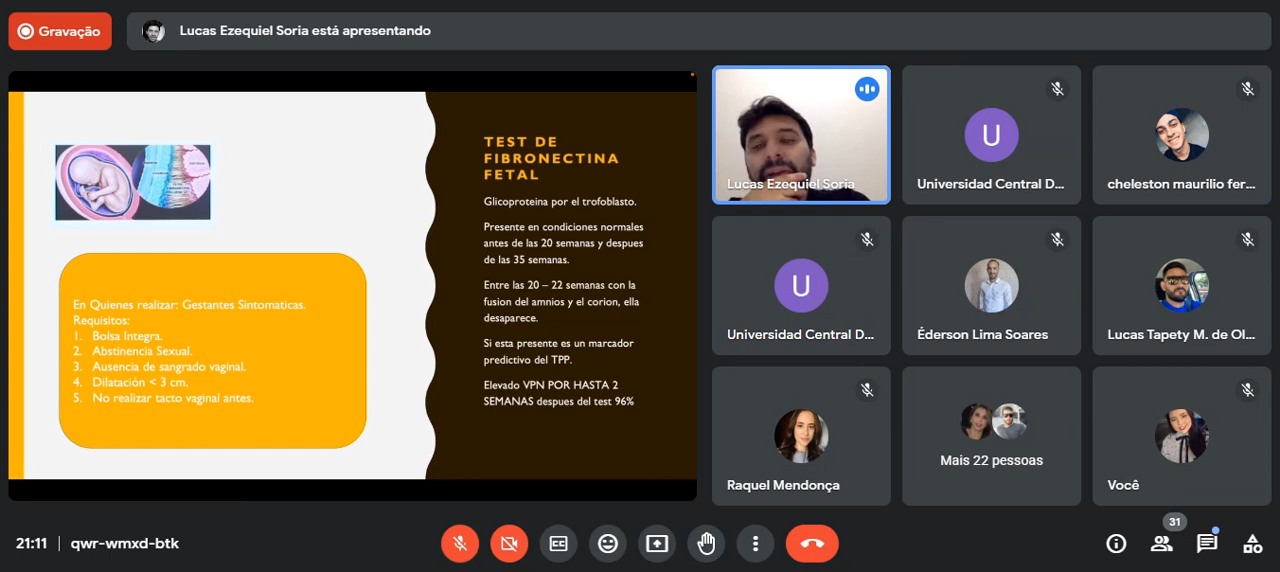 Gravação
Lucas Ezequiel Soria está apresentando
TEST DE
FIBRONECTINA
FETAL
Glicoproteina por el trofoblasto.
Presente en condiciones normales
antes de las 20 semanas y despues
de las 35 semanas.
Entre las 20 – 22 semanas con la
fusion del amnios y el corion, ella
desaparece.
Si esta presente es un marcador
predictivo del TPP.
Elevado VPN POR HASTA 2
SEMANAS despues del test 96%
En Quienes realizar: Gestantes Sintomaticas.
Requisitos:
1. Bolsa Integra.
2. Abstinencia Sexual.
3. Ausencia de sangrado vaginal.
4. Dilatación < 3 cm.
5. No realizar tacto vaginal antes.
Lucas Ezequiel Soria
U
Universidad Central D...
cheleston maurilio fer...
U
Universidad Central D...
Éderson Lima Soares
Lucas Tapety M. de Ol...
Raquel Mendonça
Mais 22 pessoas
Você
21:11
qwr-wmxd-btk
31